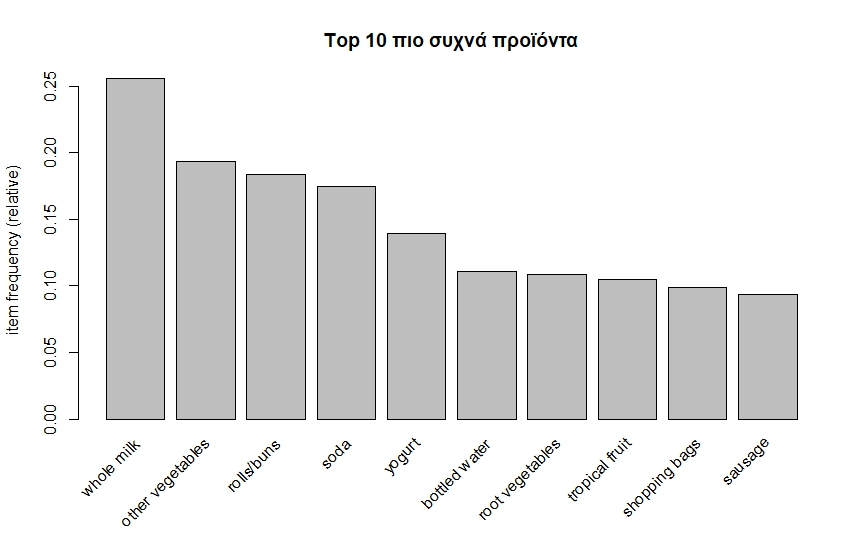 Top 10 πιο συχνά προϊόντα
item frequency (relative)
0.25
0.20
0.15
0.10
0.05
0.00
whole milk
other vegetables
rolls/buns
soda
yogurt
bottled water
root vegetables
tropical fruit
shopping bags
sausage